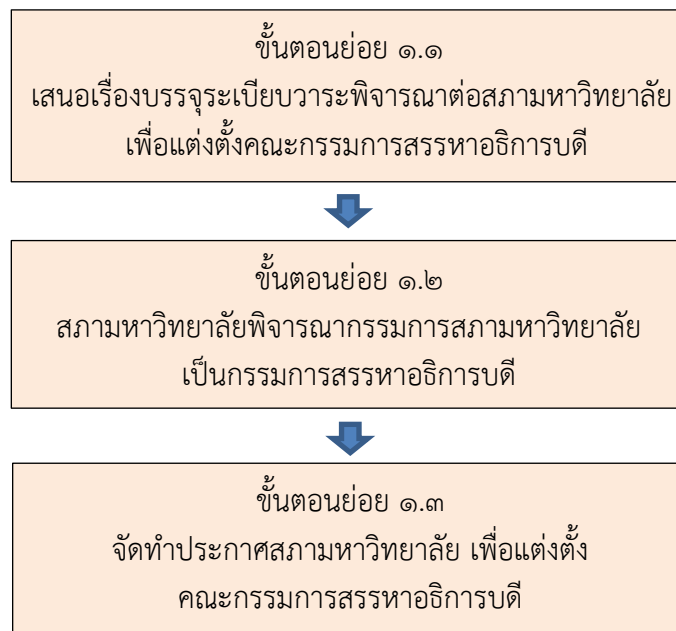 ขั้นตอนย่อย ๑.๑
เสนอเรื่องบรรจุระเบียบวาระพิจารณาต่อสภามหาวิทยาลัย
เพื่อแต่งตั้งคณะกรรมการสรรหาอธิการบดี
ขั้นตอนย่อย ๑.๒
สภามหาวิทยาลัยพิจารณากรรมการสภามหาวิทยาลัย
เป็นกรรมการสรรหาอธิการบดี
ขั้นตอนย่อย ๑.๓
จัดทำประกาศสภามหาวิทยาลัย เพื่อแต่งตั้ง
คณะกรรมการสรรหาอธิการบดี